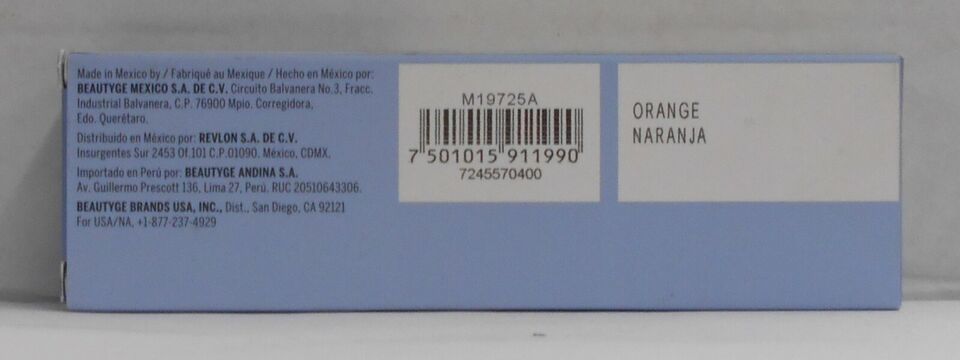 Made in Mexico by / Fabriqué au Mexique / Hecho en México por:
BEAUTYGE MEXICO S.A. DE C.V. Circuito Balvanera No.3, Fracc.
Industrial Balvanera, C.P. 76900 Mpio. Corregidora,
Edo. Querétaro.
Distribuido en México por: REVLON S.A. DE C.V.
Insurgentes Sur 2453 Of.101 C.P.01090. México, CDMX.
Importado en Perú por: BEAUTYGE ANDINA S.A.
Av. Guillermo Prescott 136, Lima 27, Perú. RUC 20510643306.
BEAUTYGE BRANDS USA, INC., Dist., San Diego, CA 92121
For USA/NA, +1-877-237-4929
M19725A
7 501015 911990
7245570400
ORANGE
NARANJA